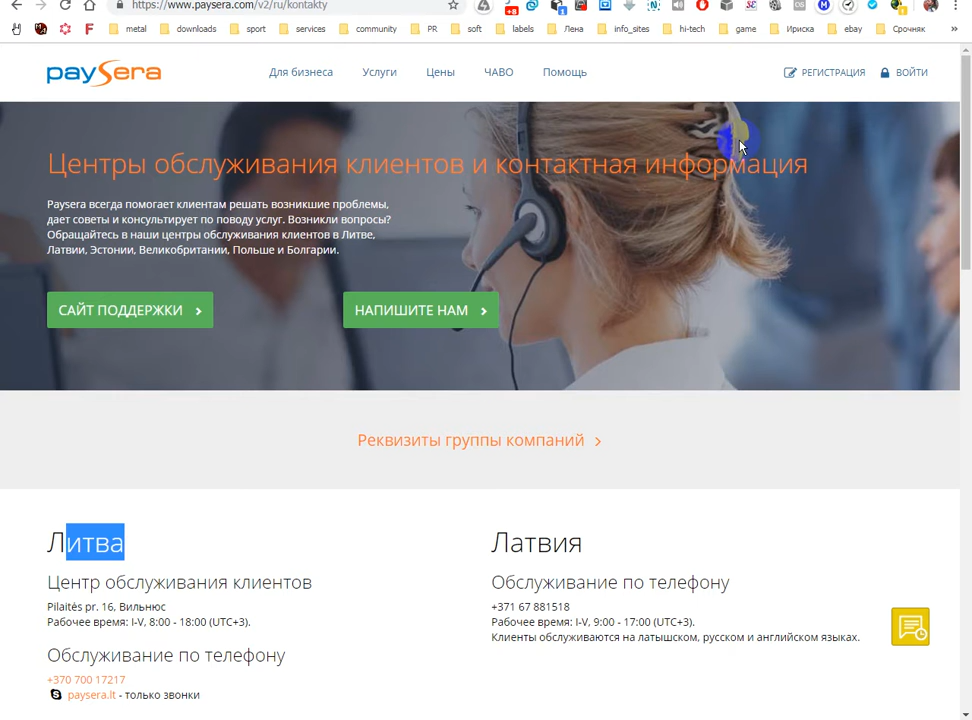 https://www.paysera.com/v2/ru/kontakty
metal downloads sport services community PR soft labels Лена info_sites hi-tech game Ириска ebay Срочняк »
paysera
Для бизнеса Услуги Цены ЧАВО Помощь РЕГИСТРАЦИЯ ВОЙТИ
Центры обслуживания клиентов и контактная информация
Paysera всегда помогает клиентам решать возникшие проблемы,
дает советы и консультирует по поводу услуг. Возникли вопросы?
Обращайтесь в наши центры обслуживания клиентов в Литве,
Латвии, Эстонии, Великобритании, Польше и Болгарии.
САЙТ ПОДДЕРЖКИ
НАПИШИТЕ НАМ
Реквизиты группы компаний
Литва
Центр обслуживания клиентов
Pilaitės pr. 16, Вильнюс
Рабочее время: I-V, 8:00 - 18:00 (UTC+3).
Обслуживание по телефону
+370 700 17217
paysera.lt - только звонки
Латвия
Обслуживание по телефону
+371 67 881518
Рабочее время: I-V, 9:00 - 17:00 (UTC+3).
Клиенты обслуживаются на латышском, русском и английском языках.